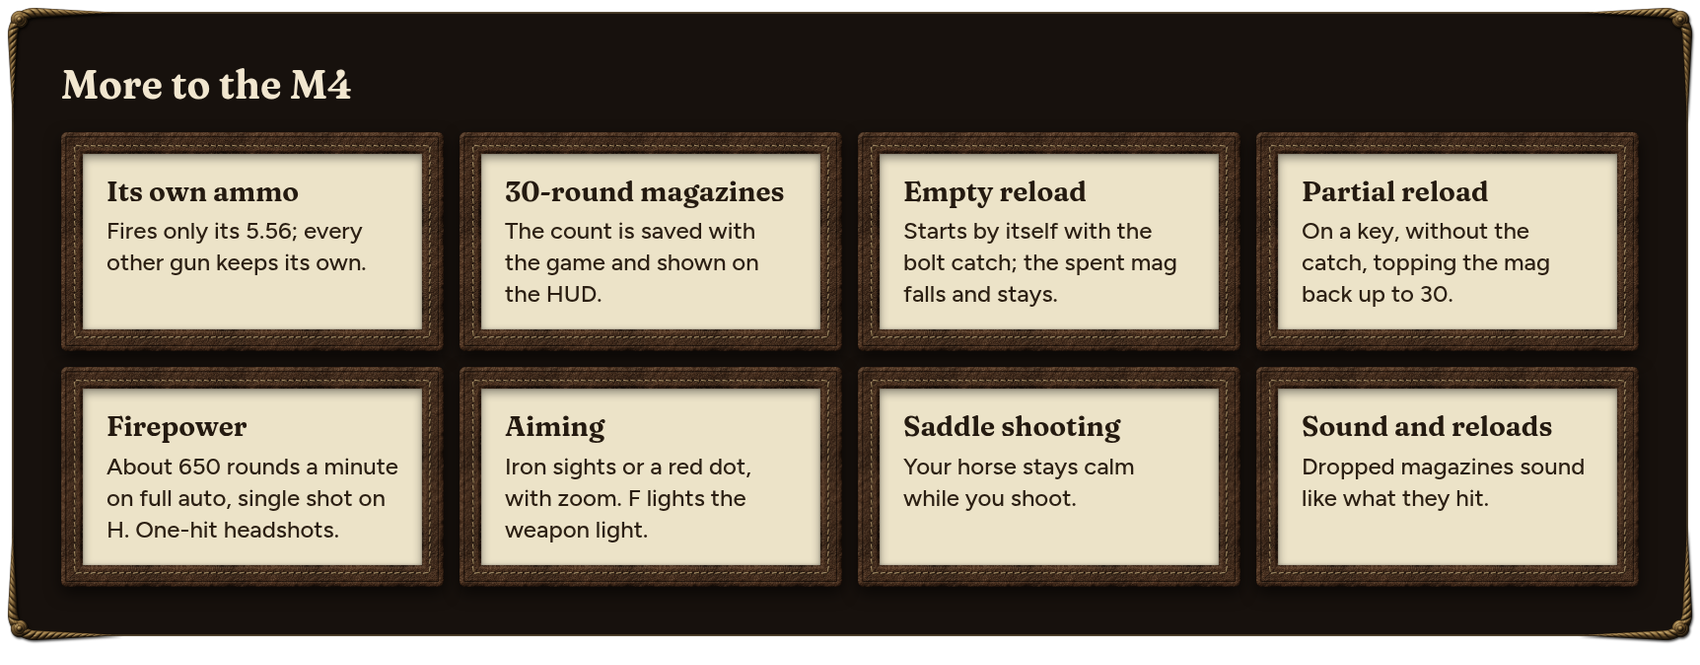 More to the M4
Its own ammo
Fires only its 5.56; every
other gun keeps its own.
30-round magazines
The count is saved with
the game and shown on
the HUD.
Empty reload
Starts by itself with the
bolt catch; the spent mag
falls and stays.
Partial reload
On a key, without the
catch, topping the mag
back up to 30.
Firepower
About 650 rounds a minute
on full auto, single shot on
H. One-hit headshots.
Aiming
Iron sights or a red dot,
with zoom. F lights the
weapon light.
Saddle shooting
Your horse stays calm
while you shoot.
Sound and reloads
Dropped magazines sound
like what they hit.